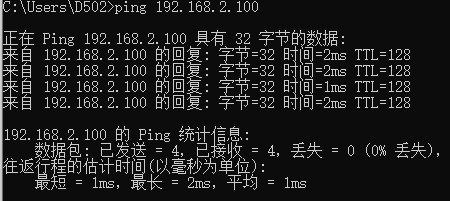 C:\Users\D502>ping 192.168.2.100
正在 Ping 192.168.2.100 具有 32 字节的数据:
来自 192.168.2.100 的回复: 字节=32 时间=2ms TTL=128
来自 192.168.2.100 的回复: 字节=32 时间=2ms TTL=128
来自 192.168.2.100 的回复: 字节=32 时间=1ms TTL=128
来自 192.168.2.100 的回复: 字节=32 时间=2ms TTL=128
192.168.2.100 的 Ping 统计信息:
数据包: 已发送 = 4, 已接收 = 4, 丢失 = 0 (0% 丢失),
往返行程的估计时间(以毫秒为单位):
最短 = 1ms, 最长 = 2ms, 平均 = 1ms